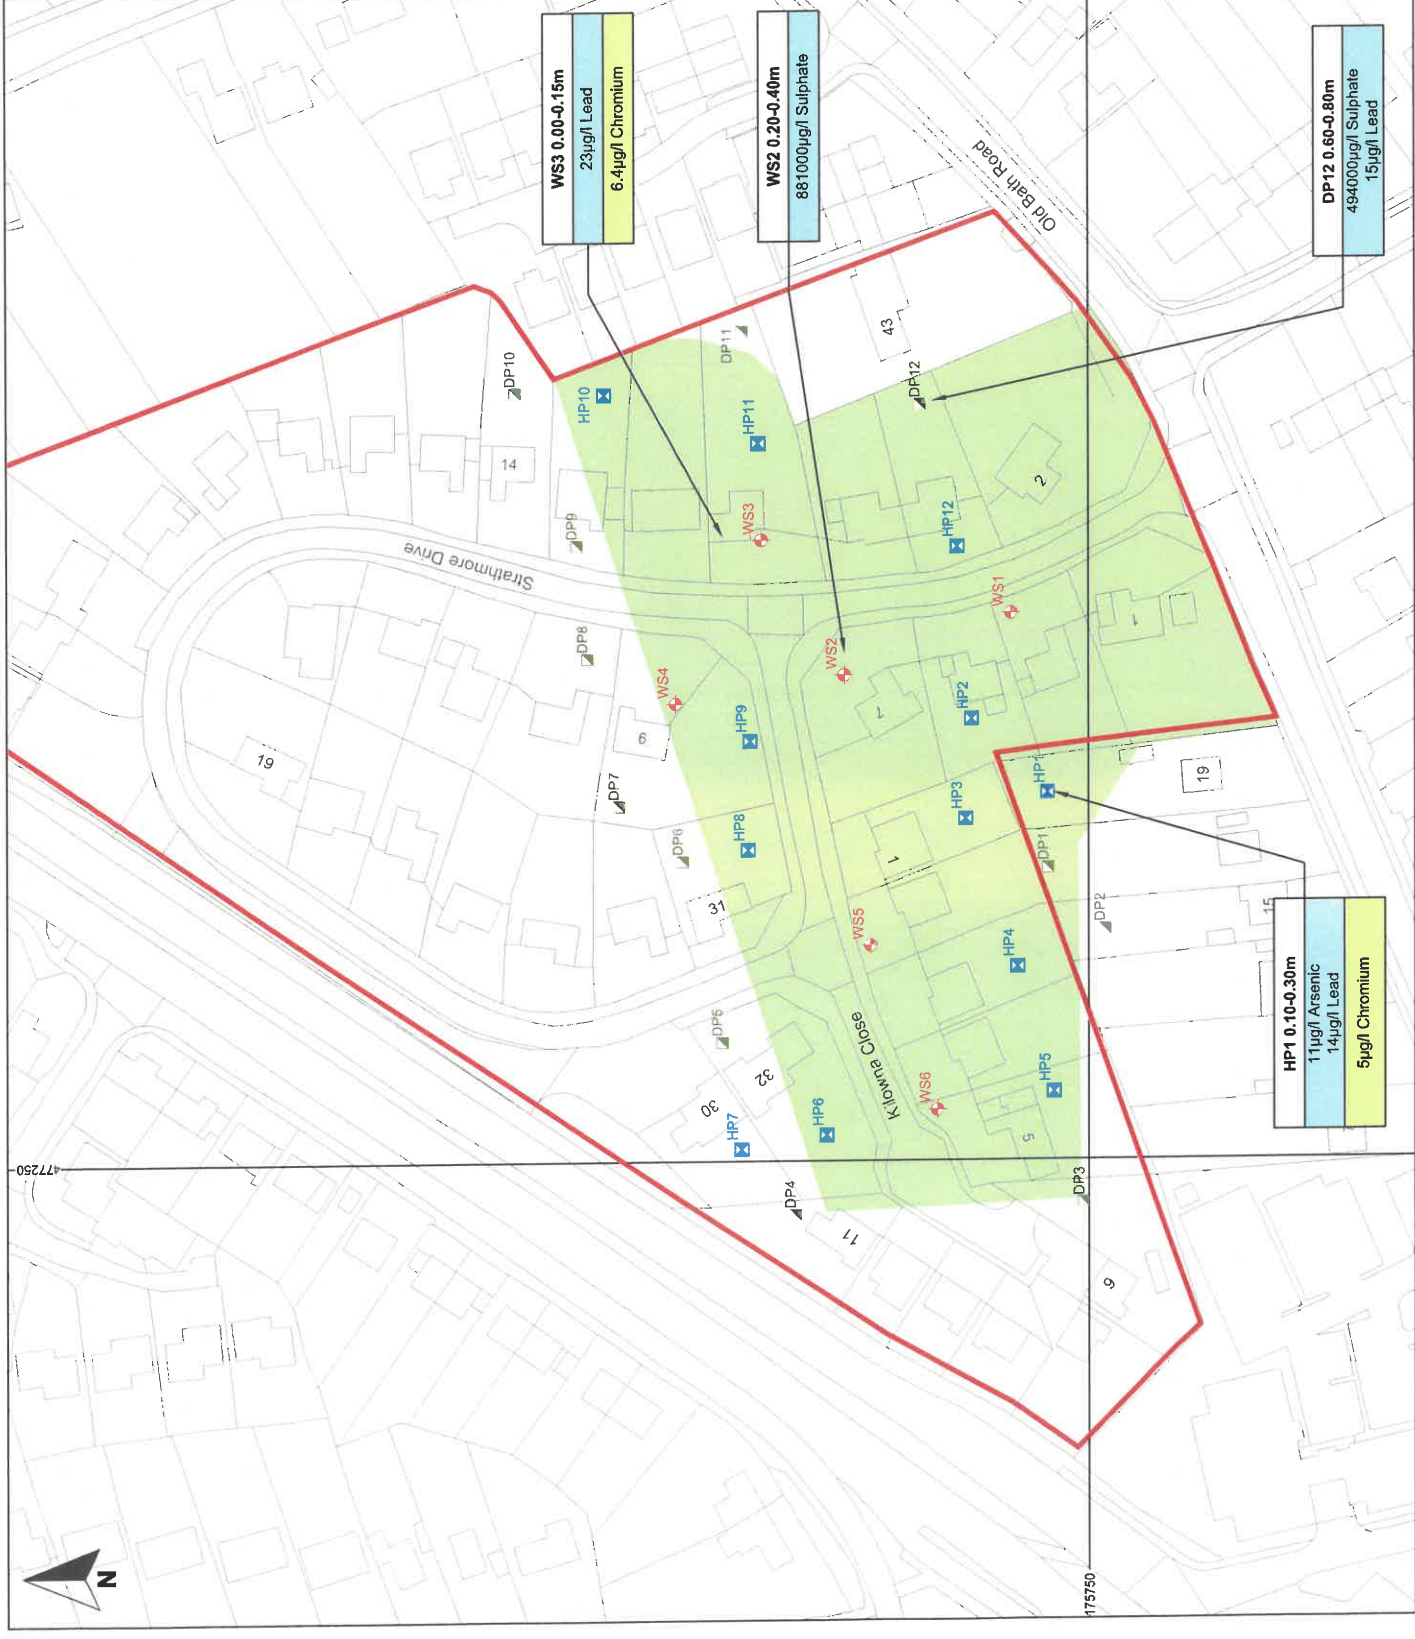 WS3 0.00-0.15m
23µg/l Lead
6.4µg/l Chromium
WS2 0.20-0.40m
881000µg/l Sulphate
DP12 0.60-0.80m
494000µg/l Sulphate
15µg/l Lead
HP1 0.10-0.30m
11µg/l Arsenic
14µg/l Lead
5µg/l Chromium
Old Bath Road
Strathmore Drive
Kilowna Close
DP10
14
HP10
DP11
43
HP11
DP12
DP9
WS3
HP12
2
DP8
WS4
WS2
WS1
1
19
9
DP7
HP9
7
HP2
DP6
HP8
HP3
HP1
19
31
1
DP1
WS5
DP2
HP4
15
DP5
32
30
HP7
HP6
WS6
HP5
5
DP4
DP3
11
9
477250
175750
N